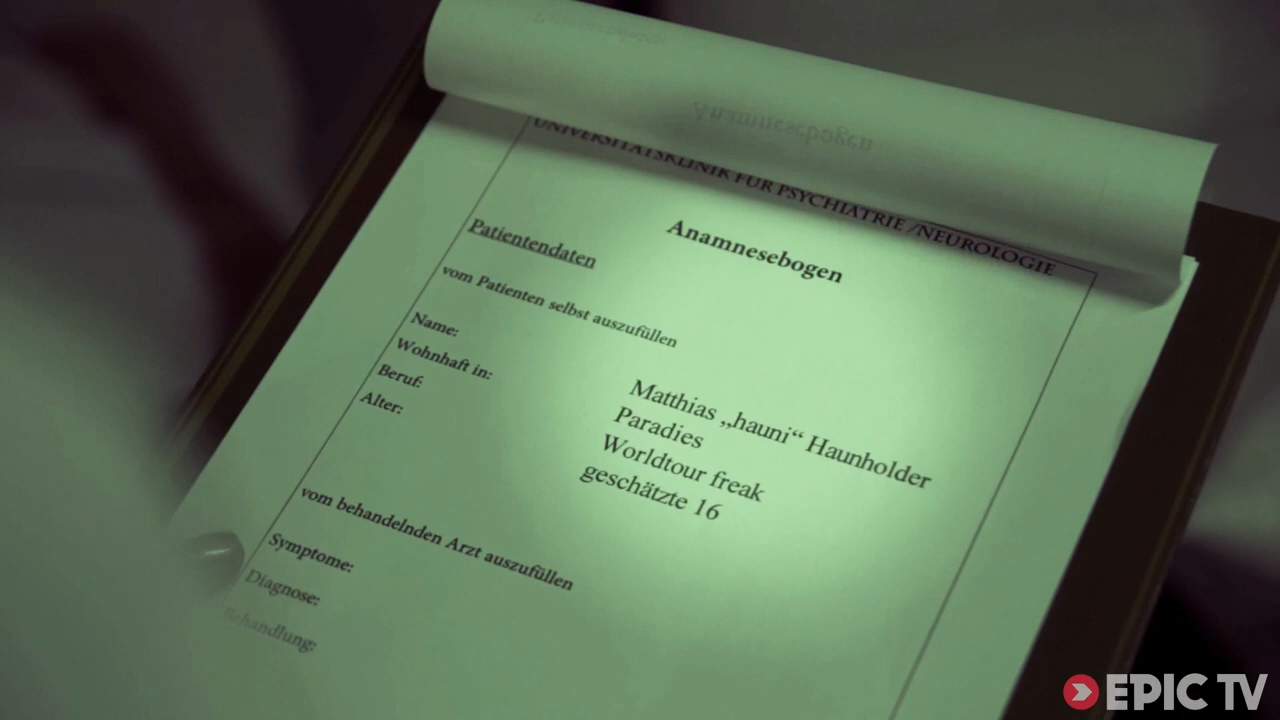 Anamnesebogen
UNIVERSITÄTSKLINIK FÜR PSYCHIATRIE /NEUROLOGIE
Anamnesebogen
Patientendaten
vom Patienten selbst auszufüllen
Name: Matthias „hauni“ Haunholder
Wohnhaft in: Paradies
Beruf: Worldtour freak
Alter: geschätzte 16
vom behandelnden Arzt auszufüllen
Symptome:
Diagnose:
Behandlung:
EPIC TV